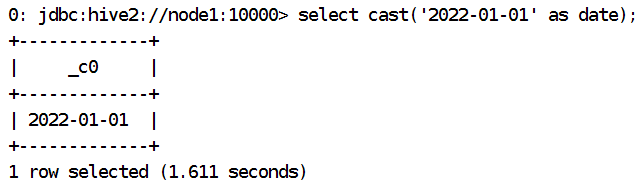 0: jdbc:hive2://node1:10000> select cast('2022-01-01' as date);
+-------------+
|     _c0     |
+-------------+
| 2022-01-01  |
+-------------+
1 row selected (1.611 seconds)